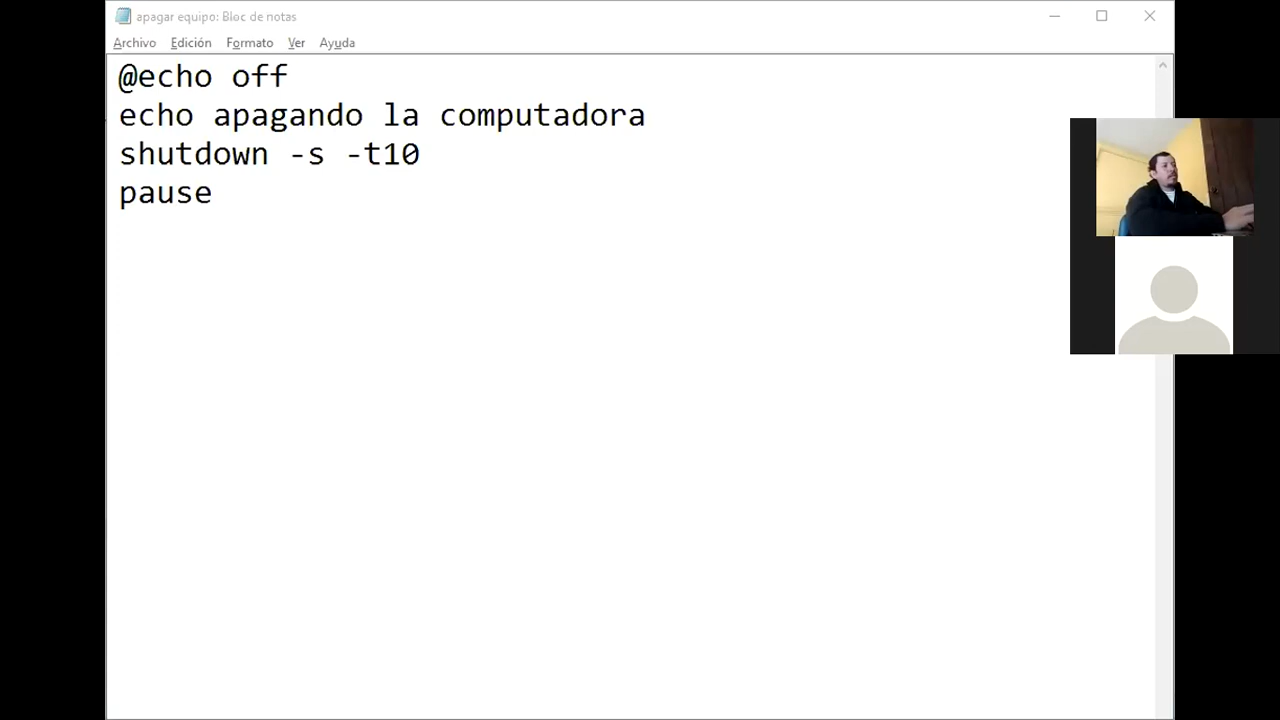 apagar equipo: Bloc de notas
Archivo Edición Formato Ver Ayuda
@echo off
echo apagando la computadora
shutdown -s -t10
pause